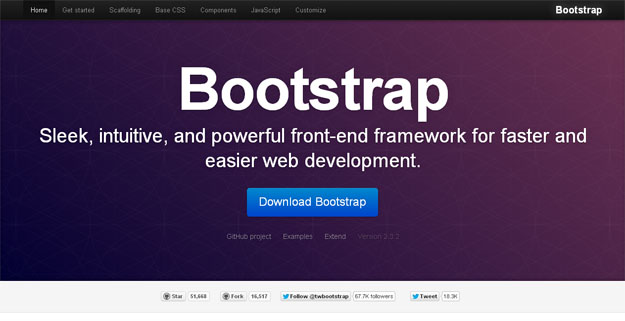 Home Get started Scaffolding Base CSS Components JavaScript Customize Bootstrap
Bootstrap
Sleek, intuitive, and powerful front-end framework for faster and
easier web development.
Download Bootstrap
GitHub project Examples Extend Version 2.3.2
Star 51,668 Fork 16,517 Follow @twbootstrap 67.7K followers Tweet 18.3K